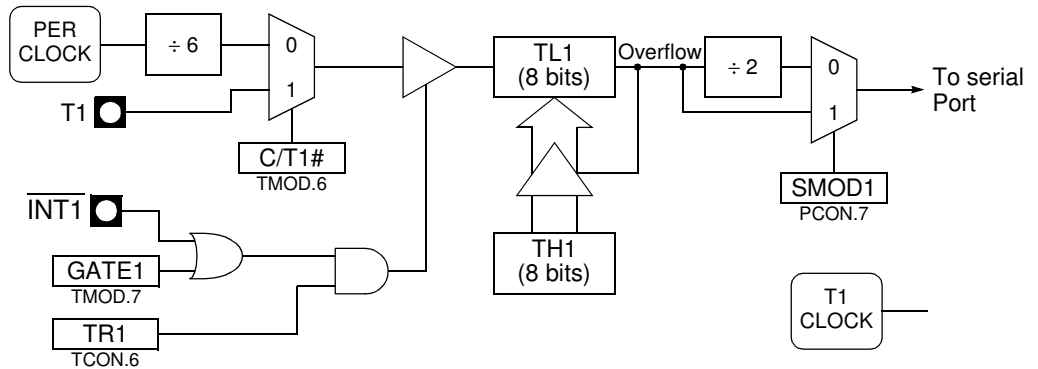 PER
CLOCK
÷ 6
0
1
T1
C/T1#
TMOD.6
INT1
GATE1
TMOD.7
TR1
TCON.6
TL1
(8 bits)
Overflow
÷ 2
0
1
To serial
Port
SMOD1
PCON.7
TH1
(8 bits)
T1
CLOCK